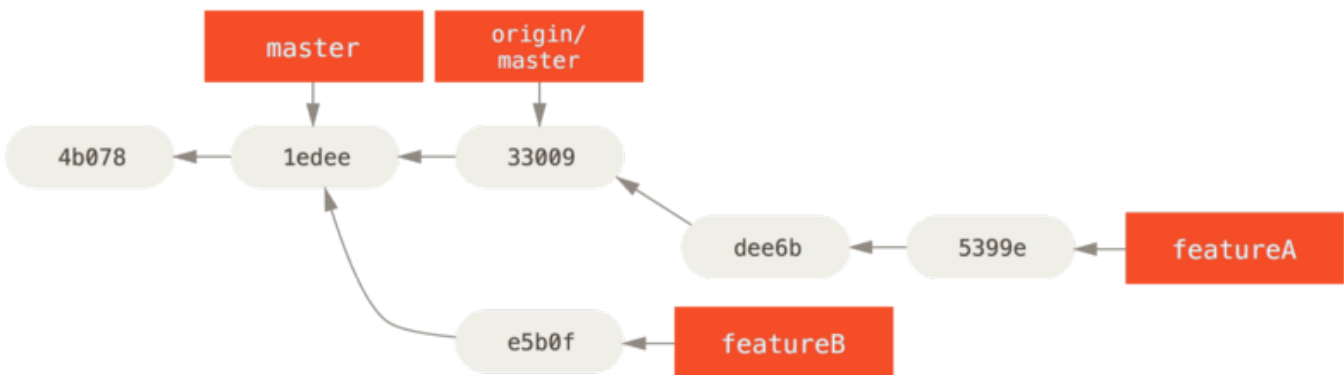 master
origin/
master
4b078
1edee
33009
dee6b
5399e
featureA
e5b0f
featureB